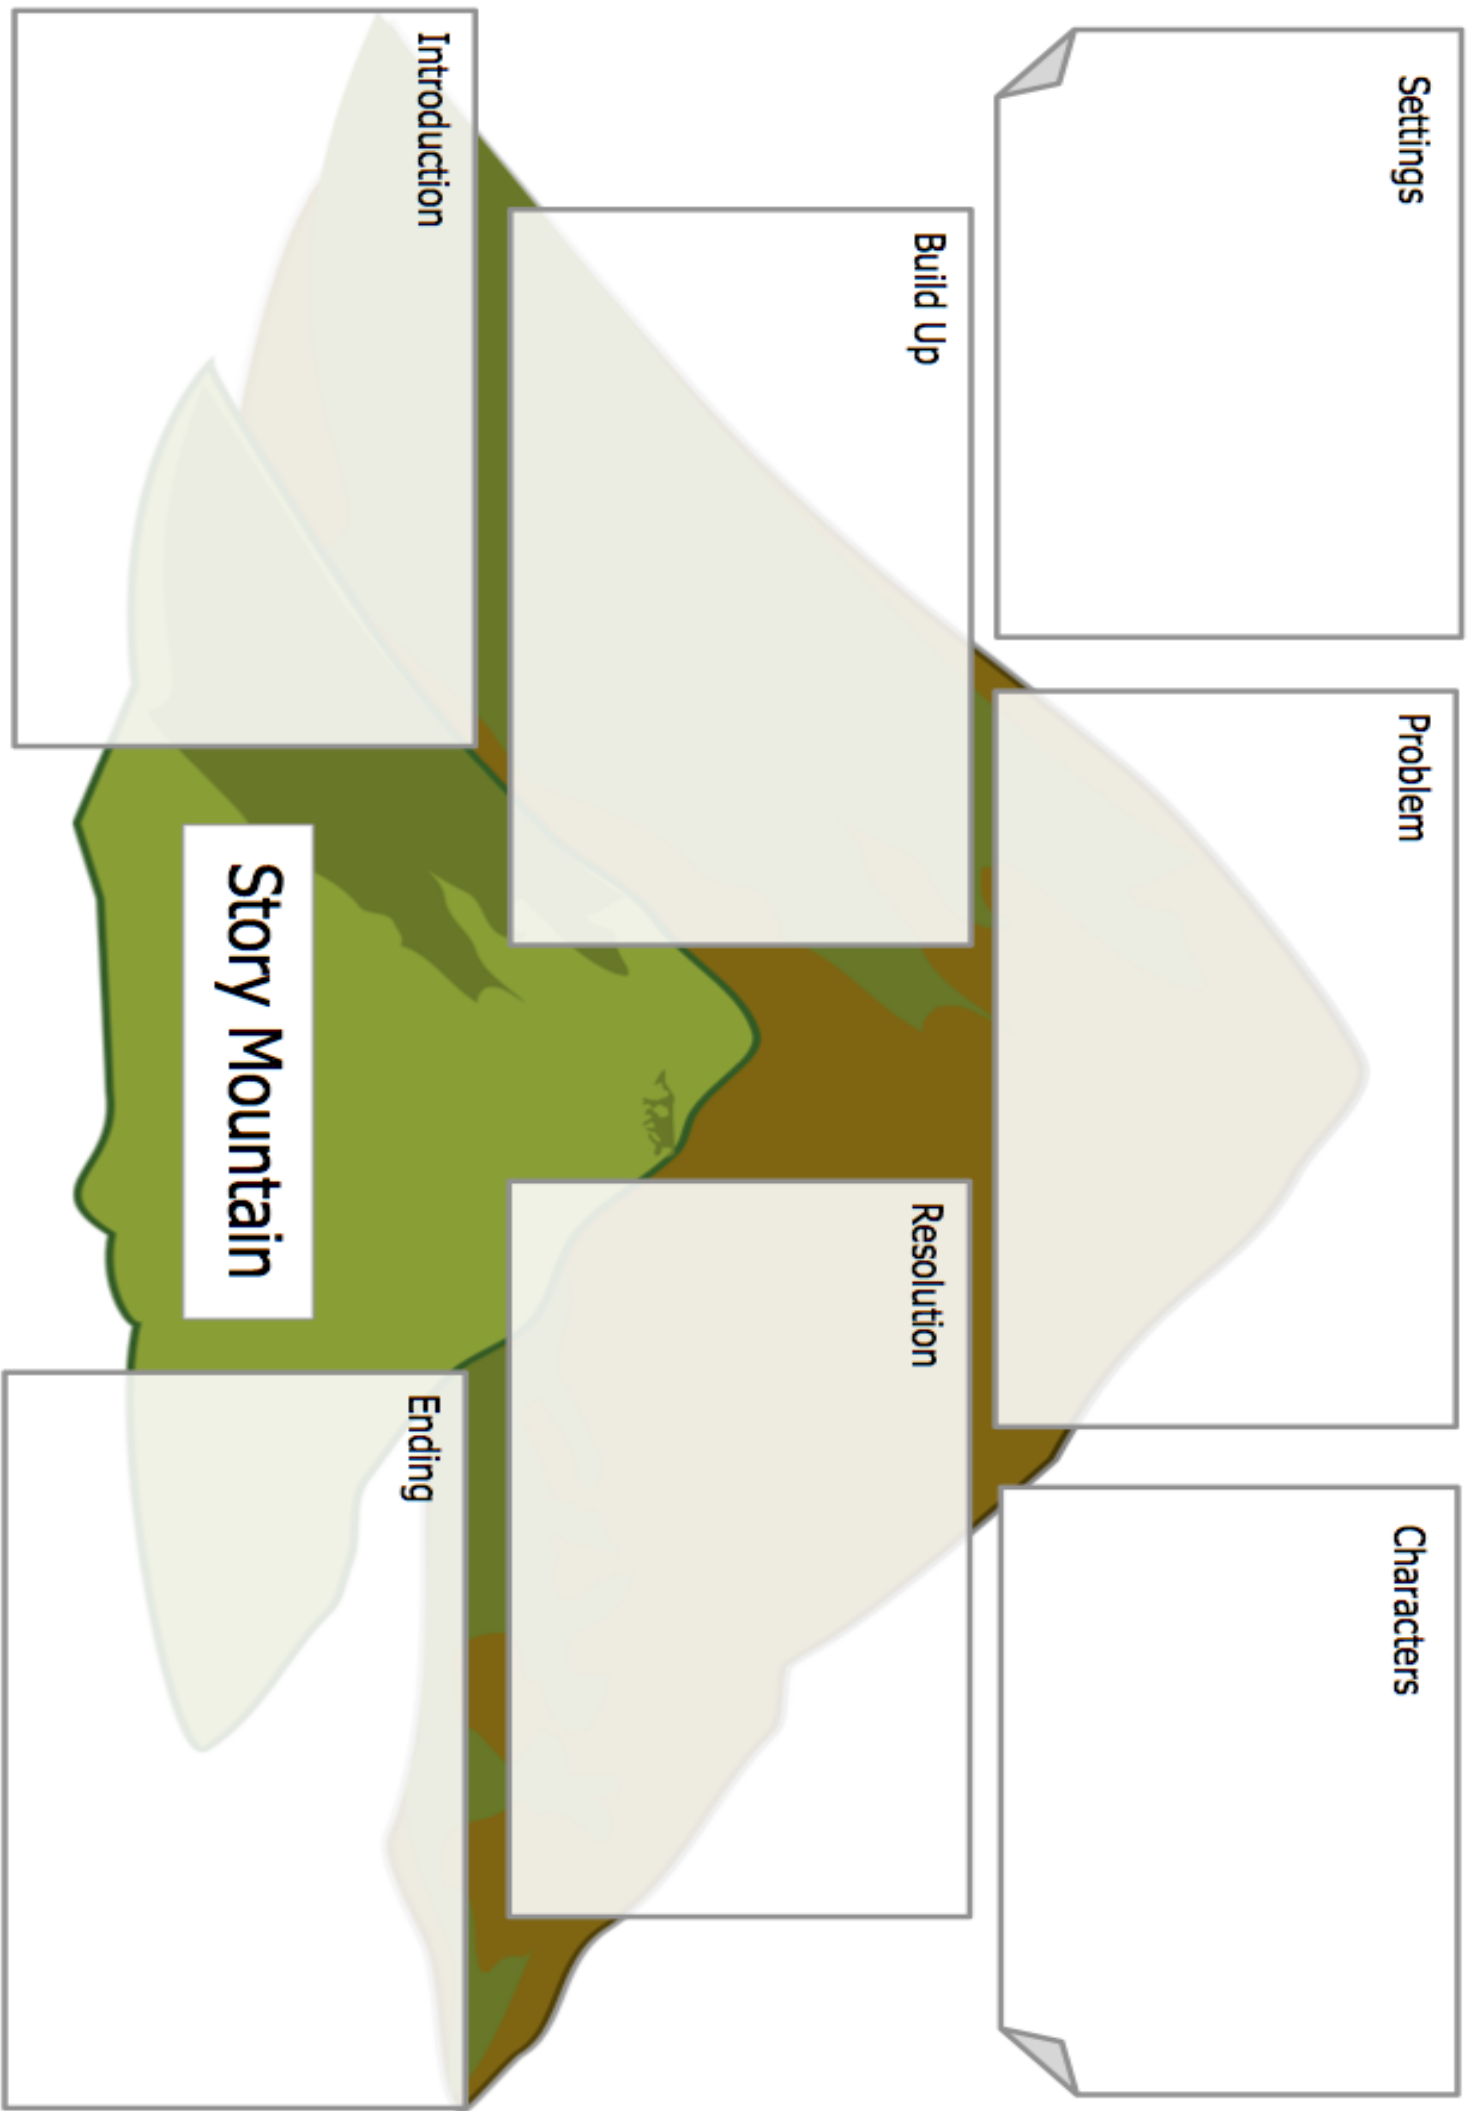 Settings
Problem
Characters
Build Up
Resolution
Introduction
Ending
Story Mountain